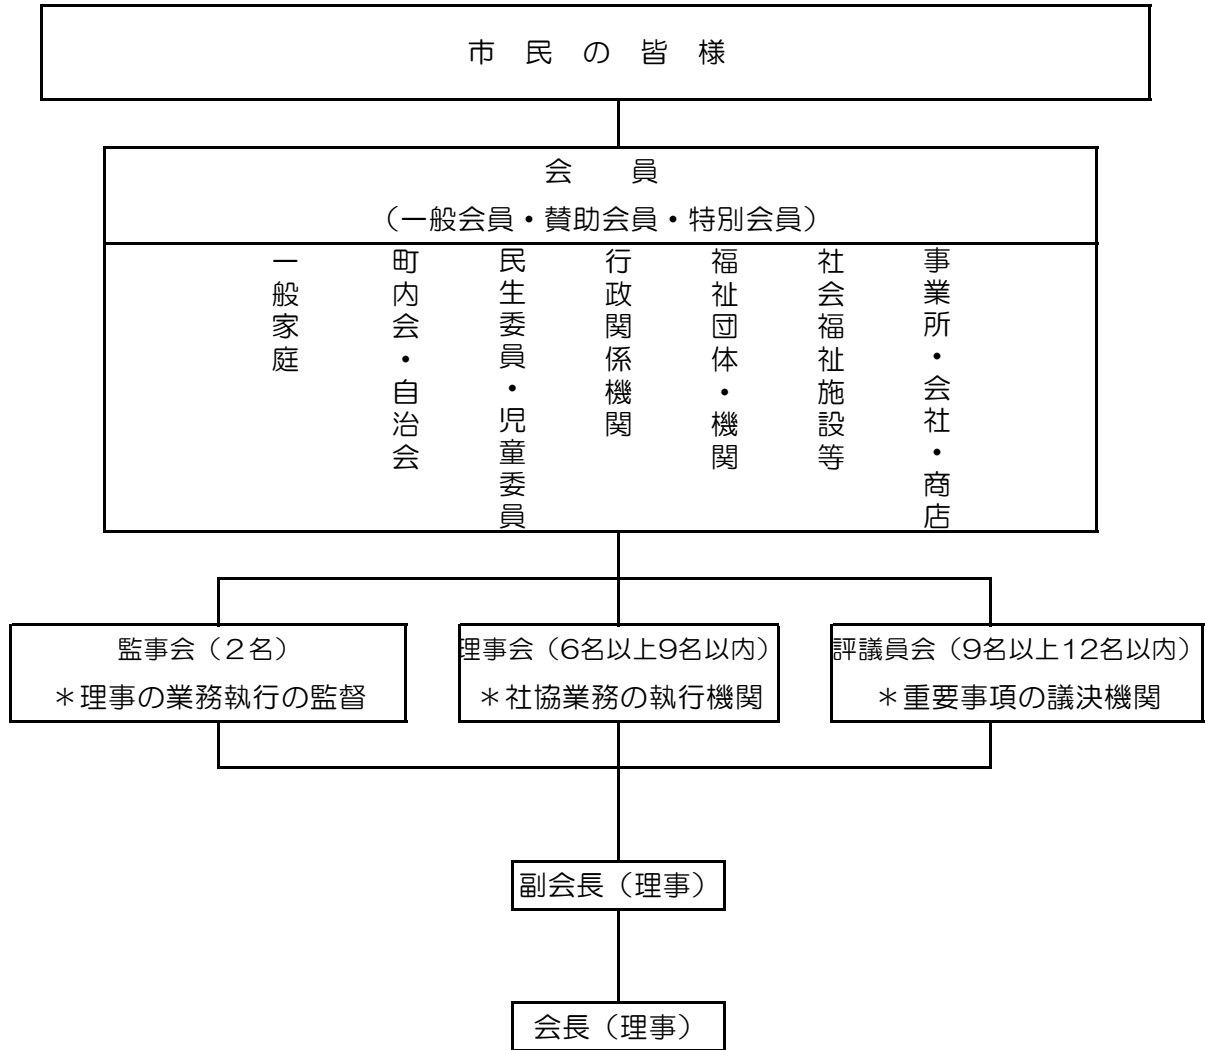 市 民 の 皆 様
会 員
（一般会員・賛助会員・特別会員）
一般家庭
町内会・自治会
民生委員・児童委員
行政関係機関
福祉団体・機関
社会福祉施設等
事業所・会社・商店
監事会（２名）
＊理事の業務執行の監督
理事会（6名以上9名以内）
＊社協業務の執行機関
評議員会（9名以上12名以内）
＊重要事項の議決機関
副会長（理事）
会長（理事）